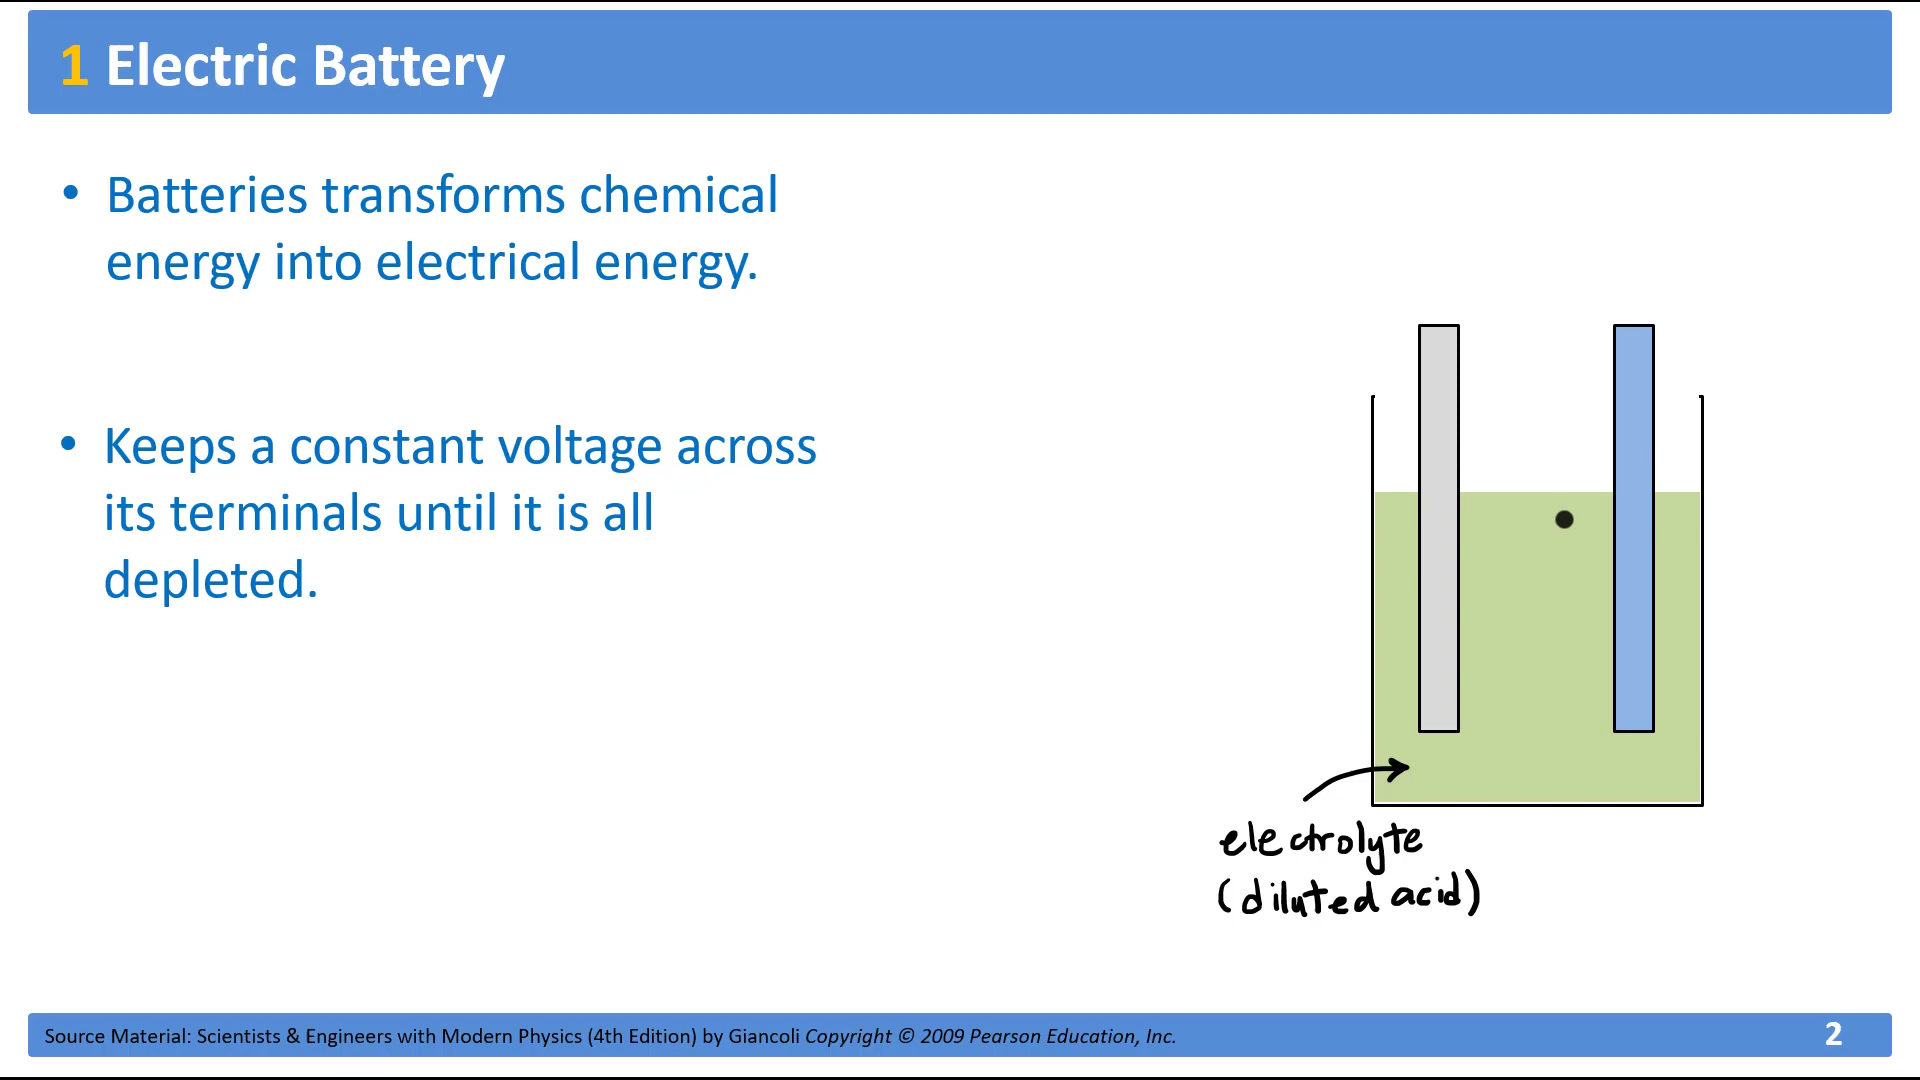 1 Electric Battery
• Batteries transforms chemical
energy into electrical energy.
• Keeps a constant voltage across
its terminals until it is all
depleted.
electrolyte
(diluted acid)
Source Material: Scientists & Engineers with Modern Physics (4th Edition) by Giancoli Copyright © 2009 Pearson Education, Inc.
2